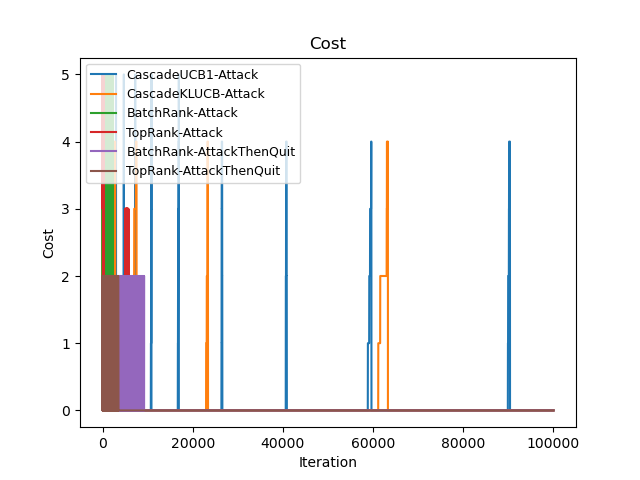 Cost
5
4
3
2
1
0
Cost
CascadeUCB1-Attack
CascadeKLUCB-Attack
BatchRank-Attack
TopRank-Attack
BatchRank-AttackThenQuit
TopRank-AttackThenQuit
0 20000 40000 60000 80000 100000
Iteration